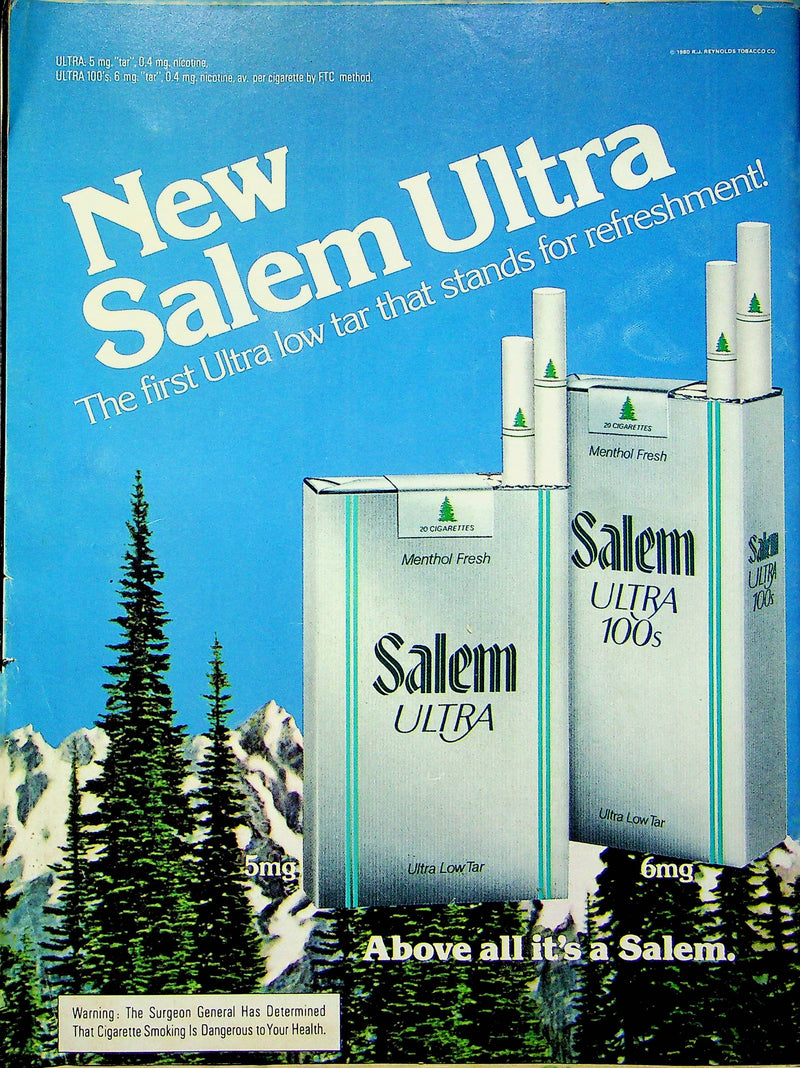 ULTRA: 5 mg. "tar", 0.4 mg. nicotine,
ULTRA 100's: 6 mg. "tar", 0.4 mg. nicotine, av. per cigarette by FTC method.
© 1980 R.J. REYNOLDS TOBACCO CO.
New
Salem Ultra
The first Ultra low tar that stands for refreshment!
20 CIGARETTES
Menthol Fresh
Salem
ULTRA
100s
Ultra Low Tar
Salem
ULTRA
100s
20 CIGARETTES
Menthol Fresh
Salem
ULTRA
Ultra Low Tar
5mg
6mg
Above all it's a Salem.
Warning: The Surgeon General Has Determined
That Cigarette Smoking Is Dangerous to Your Health.